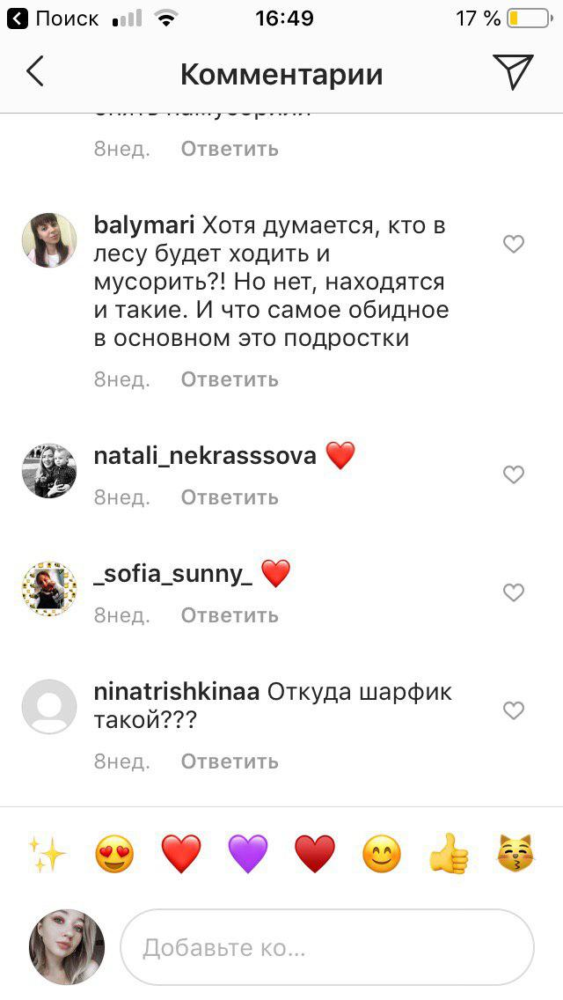 Поиск 16:49 17 %
Комментарии
8нед. Ответить
balymari Хотя думается, кто в
лесу будет ходить и
мусорить?! Но нет, находятся
и такие. И что самое обидное
в основном это подростки
8нед. Ответить
natali_nekrasssova ❤️
8нед. Ответить
_sofia_sunny_ ❤️
8нед. Ответить
ninatrishkinaa Откуда шарфик
такой???
8нед. Ответить
Добавьте ко...